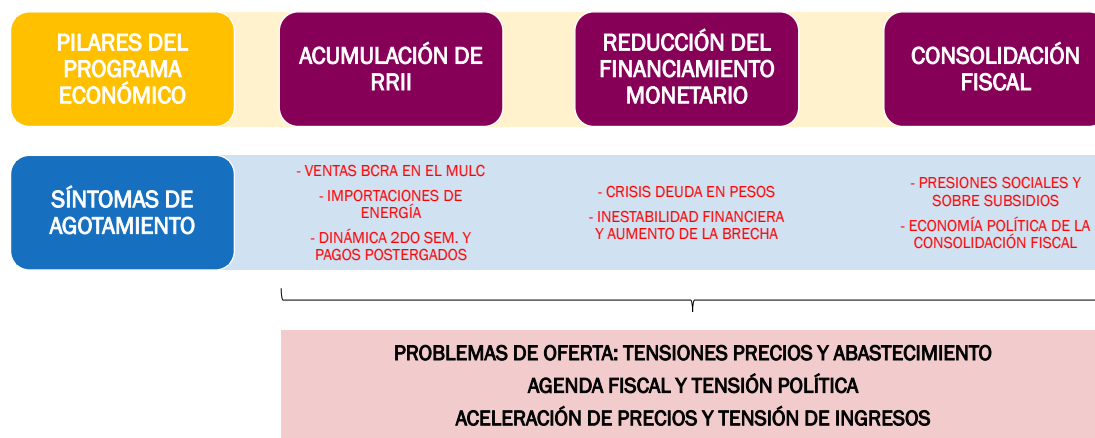 PILARES DEL
PROGRAMA
ECONÓMICO
ACUMULACIÓN DE
RRII
REDUCCIÓN DEL
FINANCIAMIENTO
MONETARIO
CONSOLIDACIÓN
FISCAL
SÍNTOMAS DE
AGOTAMIENTO
- VENTAS BCRA EN EL MULC
- IMPORTACIONES DE
ENERGÍA
- DINÁMICA 2DO SEM. Y
PAGOS POSTERGADOS
- CRISIS DEUDA EN PESOS
- INESTABILIDAD FINANCIERA
Y AUMENTO DE LA BRECHA
- PRESIONES SOCIALES Y
SOBRE SUBSIDIOS
- ECONOMÍA POLÍTICA DE LA
CONSOLIDACIÓN FISCAL
PROBLEMAS DE OFERTA: TENSIONES PRECIOS Y ABASTECIMIENTO
AGENDA FISCAL Y TENSIÓN POLÍTICA
ACELERACIÓN DE PRECIOS Y TENSIÓN DE INGRESOS